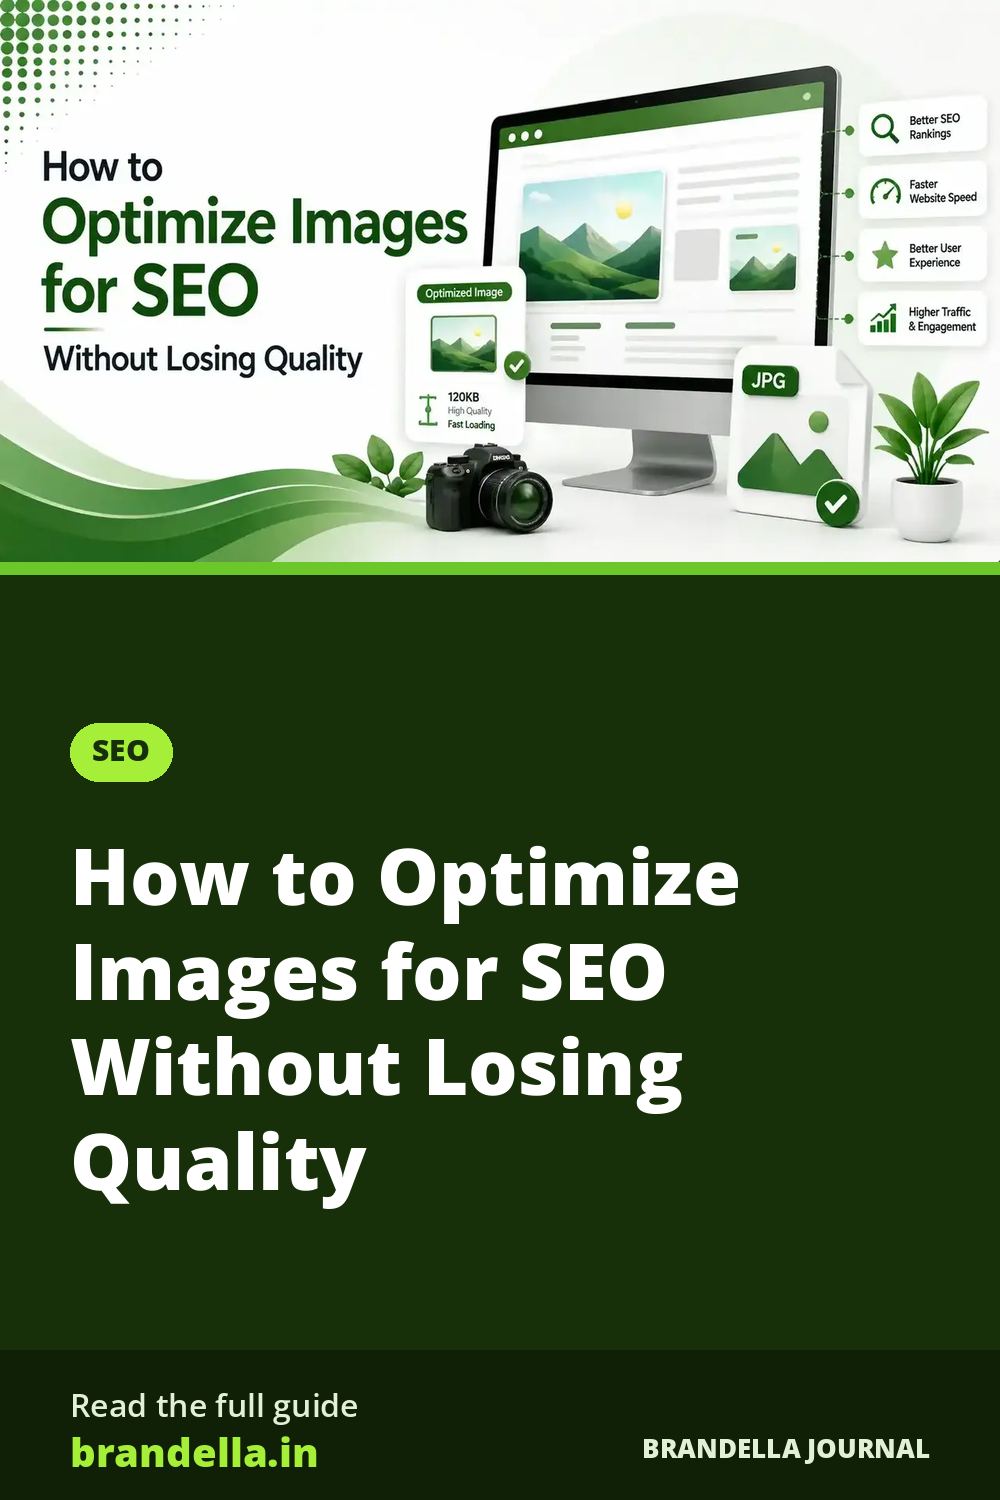 How to
Optimize Images
for SEO
Without Losing Quality
Optimized Image
120KB
High Quality
Fast Loading
JPG
Better SEO
Rankings
Faster
Website Speed
Better User
Experience
Higher Traffic
& Engagement
SEO
How to Optimize
Images for SEO
Without Losing
Quality
Read the full guide
brandella.in
BRANDELLA JOURNAL